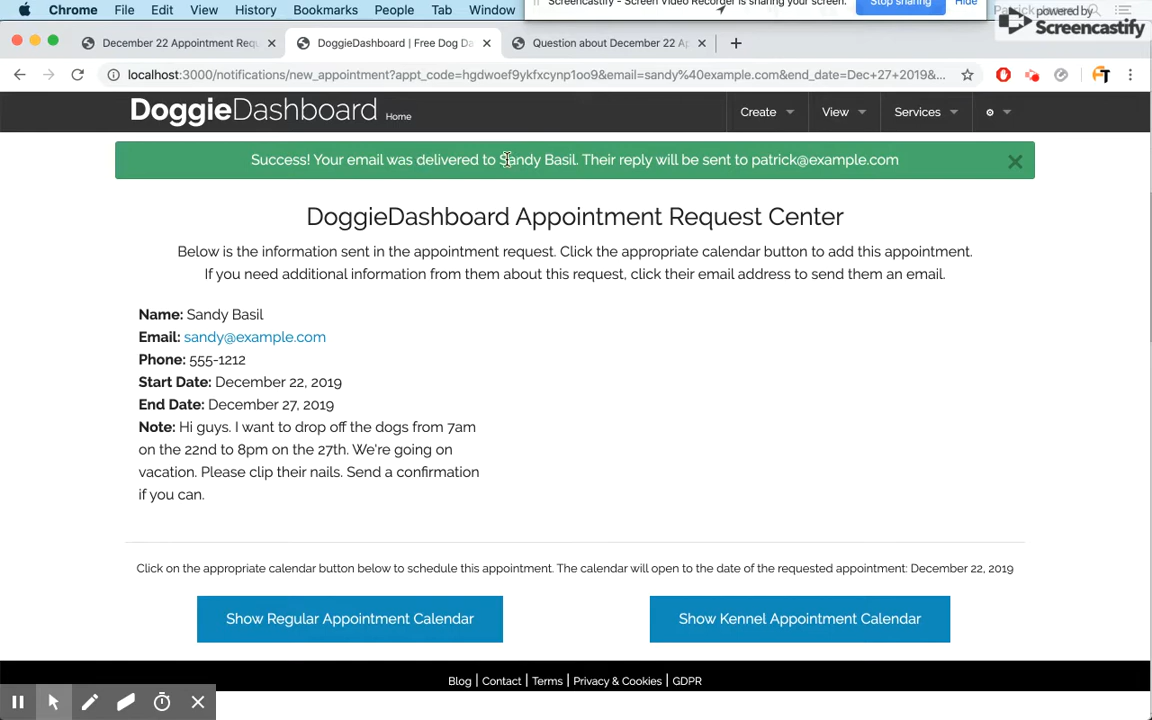 Chrome File Edit View History Bookmarks People Tab Window
Screencastify - Screen Video Recorder is sharing your screen. Stop sharing Hide
powered by
Screencastify
December 22 Appointment Requ
DoggieDashboard | Free Dog Da
Question about December 22 Ap
localhost:3000/notifications/new_appointment?appt_code=hgdwoef9ykfxcynp1oo9&email=sandy%40example.com&end_date=Dec+27+2019&...
DoggieDashboard Home Create View Services
Success! Your email was delivered to Sandy Basil. Their reply will be sent to patrick@example.com
DoggieDashboard Appointment Request Center
Below is the information sent in the appointment request. Click the appropriate calendar button to add this appointment.
If you need additional information from them about this request, click their email address to send them an email.
Name: Sandy Basil
Email: sandy@example.com
Phone: 555-1212
Start Date: December 22, 2019
End Date: December 27, 2019
Note: Hi guys. I want to drop off the dogs from 7am
on the 22nd to 8pm on the 27th. We're going on
vacation. Please clip their nails. Send a confirmation
if you can.
Click on the appropriate calendar button below to schedule this appointment. The calendar will open to the date of the requested appointment: December 22, 2019
Show Regular Appointment Calendar
Show Kennel Appointment Calendar
Blog | Contact | Terms | Privacy & Cookies | GDPR